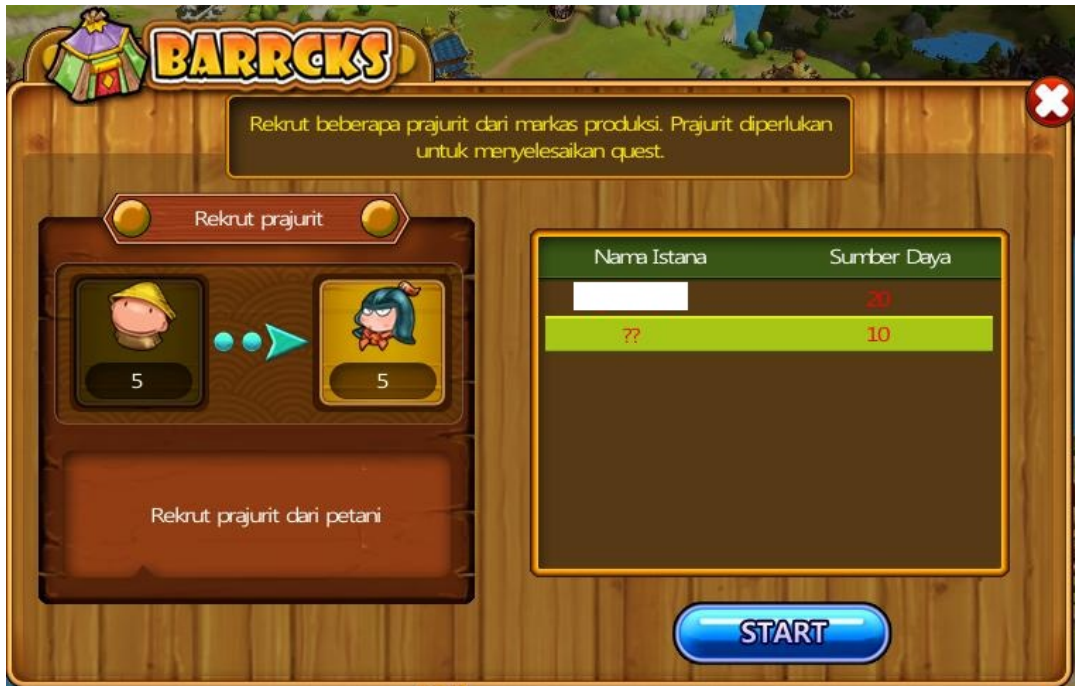 BARRCKS
Rekrut beberapa prajurit dari markas produksi. Prajurit diperlukan
untuk menyelesaikan quest.
Rekrut prajurit
5 5
Rekrut prajurit dari petani
Nama Istana Sumber Daya
20
?? 10
START